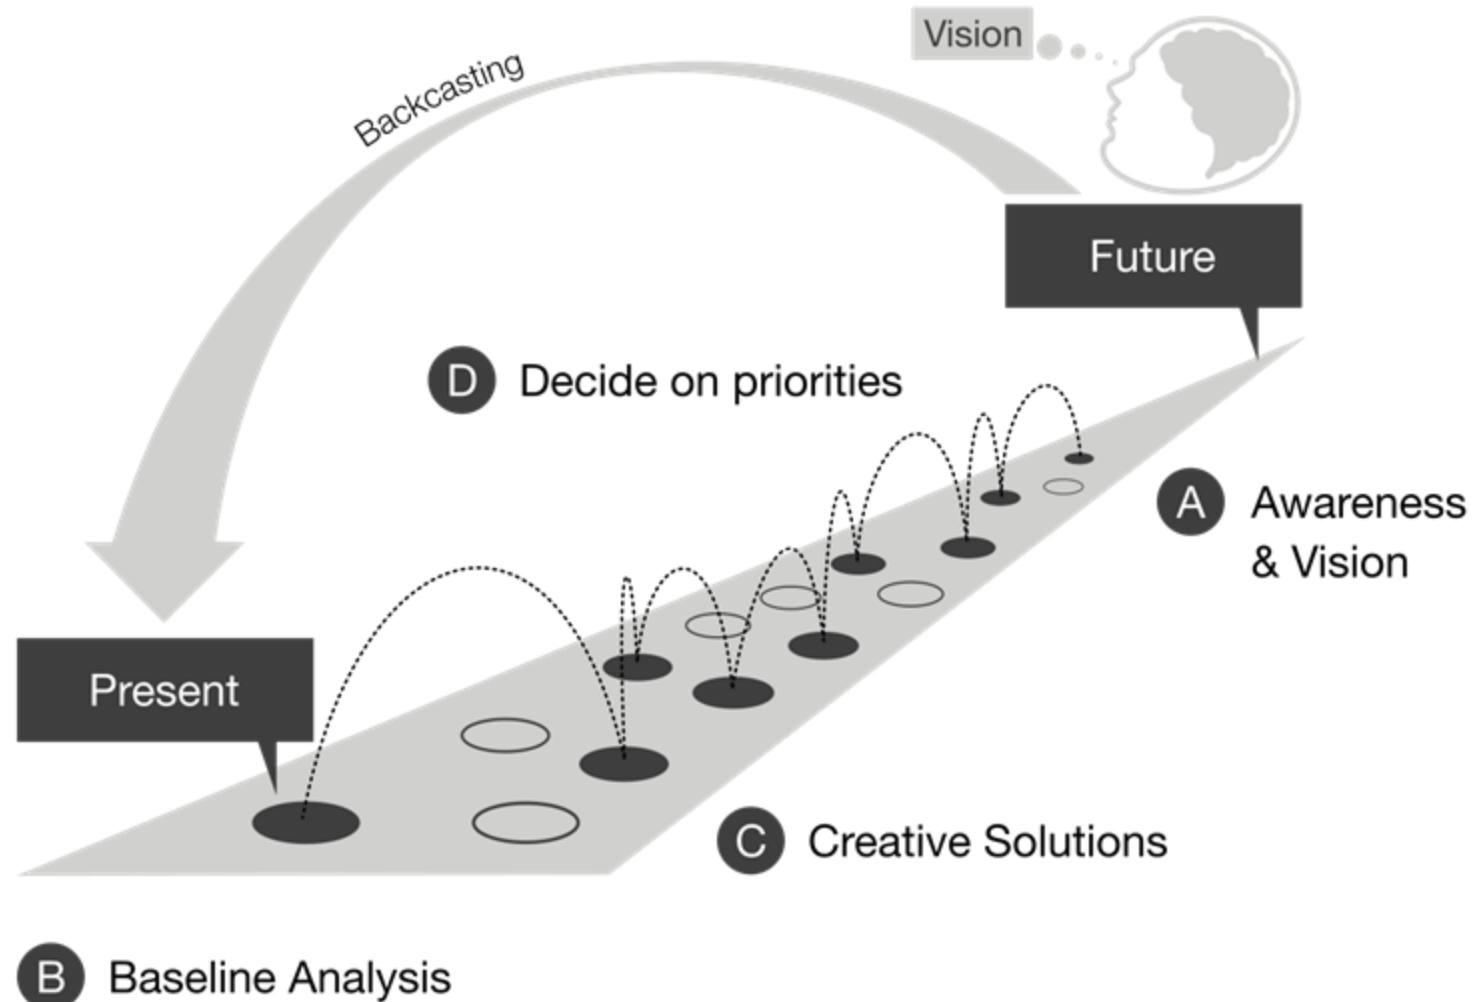 Vision
Backcasting
Future
D Decide on priorities
A Awareness
& Vision
Present
C Creative Solutions
B Baseline Analysis